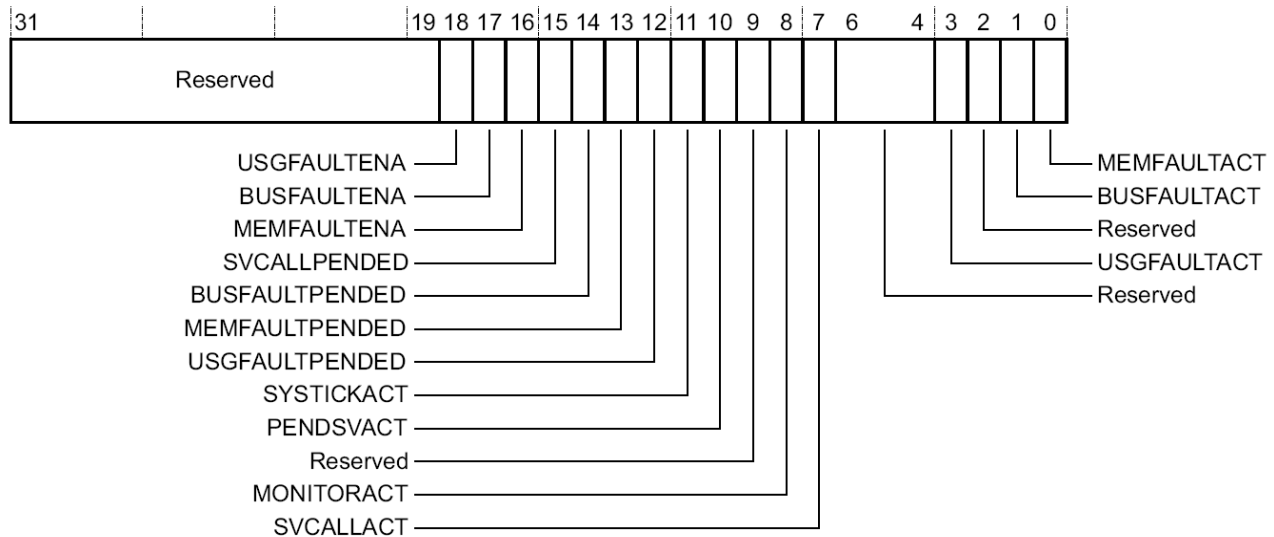 31 19 18 17 16 15 14 13 12 11 10 9 8 7 6 4 3 2 1 0
Reserved
USGFAULTENA MEMFAULTACT
BUSFAULTENA BUSFAULTACT
MEMFAULTENA Reserved
SVCALLPENDED USGFAULTACT
BUSFAULTPENDED Reserved
MEMFAULTPENDED
USGFAULTPENDED
SYSTICKACT
PENDSVACT
Reserved
MONITORACT
SVCALLACT